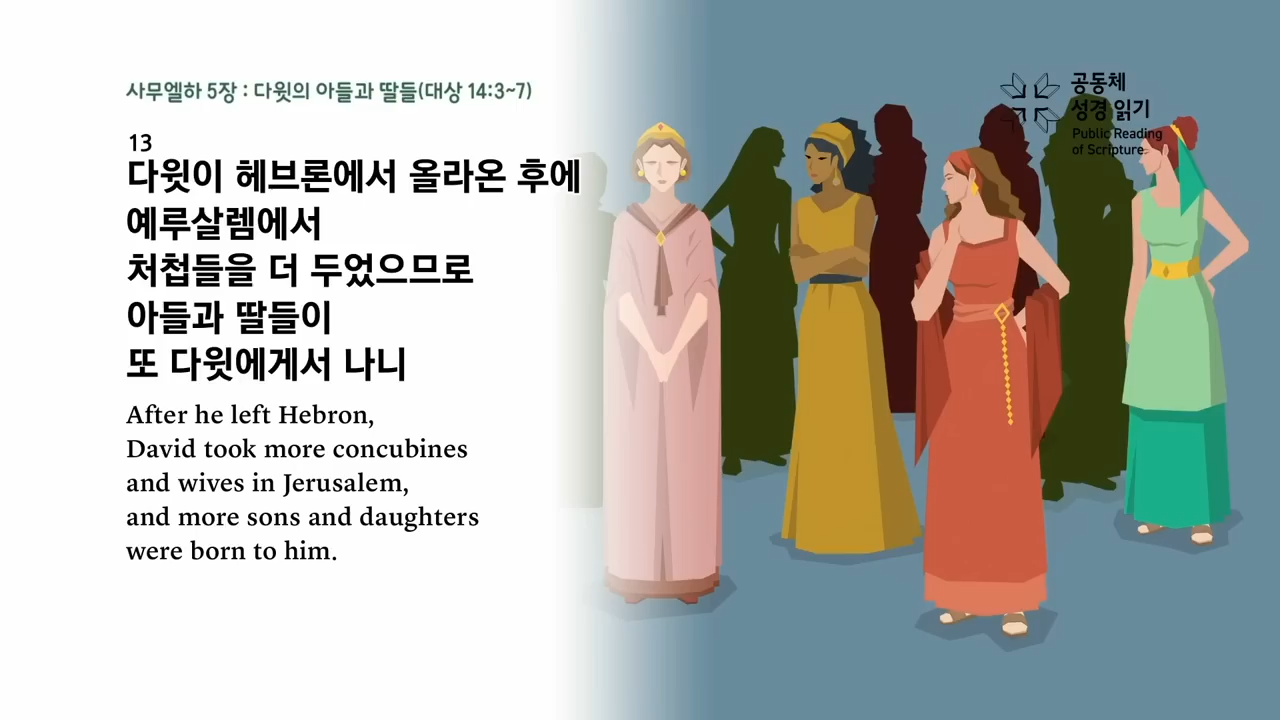 사무엘하 5장 : 다윗의 아들과 딸들(대상 14:3~7)
13
다윗이 헤브론에서 올라온 후에
예루살렘에서
처첩들을 더 두었으므로
아들과 딸들이
또 다윗에게서 나니
After he left Hebron,
David took more concubines
and wives in Jerusalem,
and more sons and daughters
were born to him.
공동체
성경 읽기
Public Reading
of Scripture